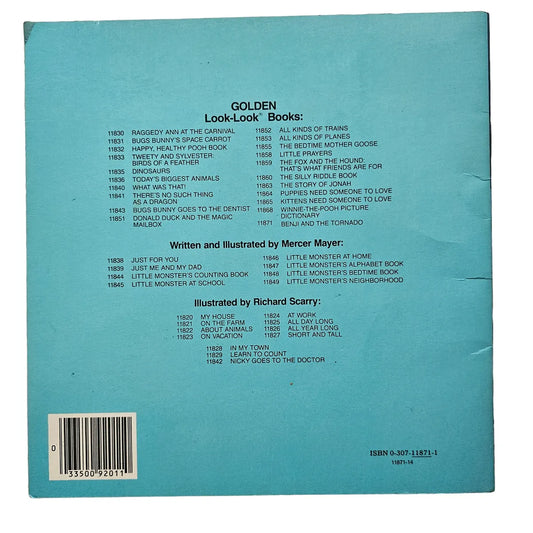 GOLDEN
Look-Look® Books:
11830 RAGGEDY ANN AT THE CARNIVAL
11831 BUGS BUNNY'S SPACE CARROT
11832 HAPPY, HEALTHY POOH BOOK
11833 TWEETY AND SYLVESTER:
BIRDS OF A FEATHER
11835 DINOSAURS
11836 TODAY'S BIGGEST ANIMALS
11840 WHAT WAS THAT!
11841 THERE'S NO SUCH THING
AS A DRAGON
11843 BUGS BUNNY GOES TO THE DENTIST
11851 DONALD DUCK AND THE MAGIC
MAILBOX
11852 ALL KINDS OF TRAINS
11853 ALL KINDS OF PLANES
11855 THE BEDTIME MOTHER GOOSE
11858 LITTLE PRAYERS
11859 THE FOX AND THE HOUND:
THAT'S WHAT FRIENDS ARE FOR
11860 THE SILLY RIDDLE BOOK
11863 THE STORY OF JONAH
11864 PUPPIES NEED SOMEONE TO LOVE
11865 KITTENS NEED SOMEONE TO LOVE
11868 WINNIE-THE-POOH PICTURE
DICTIONARY
11871 BENJI AND THE TORNADO
Written and Illustrated by Mercer Mayer:
11838 JUST FOR YOU
11839 JUST ME AND MY DAD
11844 LITTLE MONSTER'S COUNTING BOOK
11845 LITTLE MONSTER AT SCHOOL
11846 LITTLE MONSTER AT HOME
11847 LITTLE MONSTER'S ALPHABET BOOK
11848 LITTLE MONSTER'S BEDTIME BOOK
11849 LITTLE MONSTER'S NEIGHBORHOOD
Illustrated by Richard Scarry:
11820 MY HOUSE
11821 ON THE FARM
11822 ABOUT ANIMALS
11823 ON VACATION
11824 AT WORK
11825 ALL DAY LONG
11826 ALL YEAR LONG
11827 SHORT AND TALL
11828 IN MY TOWN
11829 LEARN TO COUNT
11842 NICKY GOES TO THE DOCTOR
0
33500 92011
ISBN 0-307-11871-1
11871-14